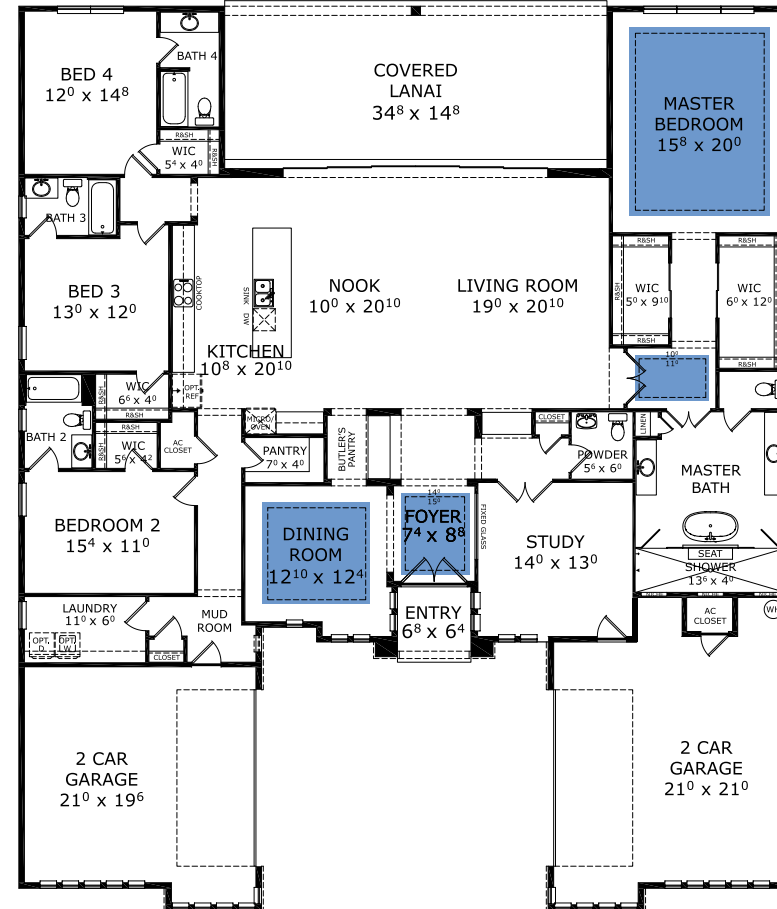 BED 4
12⁰ x 14⁸
BATH 4
R&SH
WIC
5⁴ x 4⁰
R&SH
COVERED
LANAI
34⁸ x 14⁸
MASTER
BEDROOM
15⁸ x 20⁰
BATH 3
BED 3
13⁰ x 12⁰
COOKTOP
SINK
DW
KITCHEN
10⁸ x 20¹⁰
NOOK
10⁰ x 20¹⁰
LIVING ROOM
19⁰ x 20¹⁰
R&SH
R&SH
WIC
5⁰ x 9¹⁰
R&SH
R&SH
WIC
6⁰ x 12⁰
R&SH
10⁰
11⁰
OPT.
REF
R&SH
WIC
6⁶ x 4⁰
R&SH
BATH 2
R&SH
R&SH
WIC
5⁶ x 4²
AC
CLOSET
MICRO/
OVEN
PANTRY
7⁰ x 4⁰
BUTLER'S
PANTRY
CLOSET
POWDER
5⁶ x 6⁰
LINEN
MASTER
BATH
BEDROOM 2
15⁴ x 11⁰
DINING
ROOM
12¹⁰ x 12⁴
14⁰
15⁰
FOYER
7⁴ x 8⁸
FIXED GLASS
STUDY
14⁰ x 13⁰
SEAT
SHOWER
13⁶ x 4⁰
LAUNDRY
11⁰ x 6⁰
OPT.
D
OPT.
W
MUD
ROOM
CLOSET
ENTRY
6⁸ x 6⁴
AC
CLOSET
WH
2 CAR
GARAGE
21⁰ x 19⁶
2 CAR
GARAGE
21⁰ x 21⁰